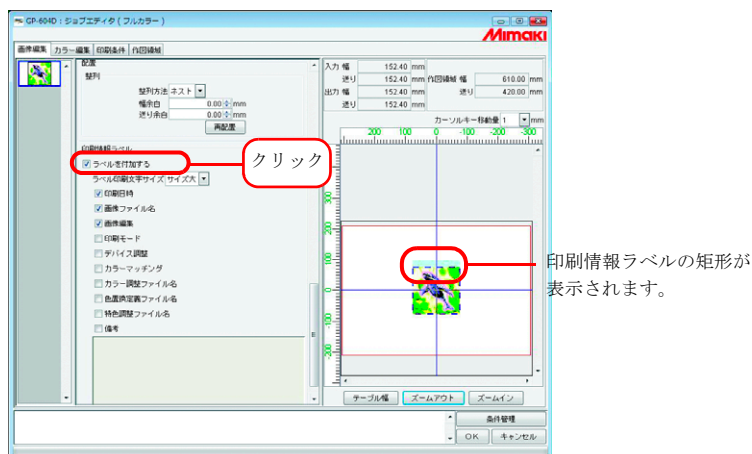 GP-604D : ジョブエディタ ( フルカラー )
Mimaki
画像編集 カラー編集 印刷条件 作図領域
配置
整列
整列方法 ネスト
幅余白 0.00 mm
送り余白 0.00 mm
再配置
印刷情報ラベル
ラベルを付加する
クリック
ラベル印刷文字サイズ サイズ大
印刷日時
画像ファイル名
画像編集
印刷モード
デバイス調整
カラーマッチング
カラー調整ファイル名
色置換定義ファイル名
特色調整ファイル名
備考
入力 幅 152.40 mm
送り 152.40 mm 作図領域 幅 610.00 mm
出力 幅 152.40 mm 送り 420.00 mm
送り 152.40 mm
カーソルキー移動量 1 mm
200 100 0 -100 -200 -300
印刷情報ラベルの矩形が
表示されます。
テーブル幅 ズームアウト ズームイン
条件管理
OK キャンセル